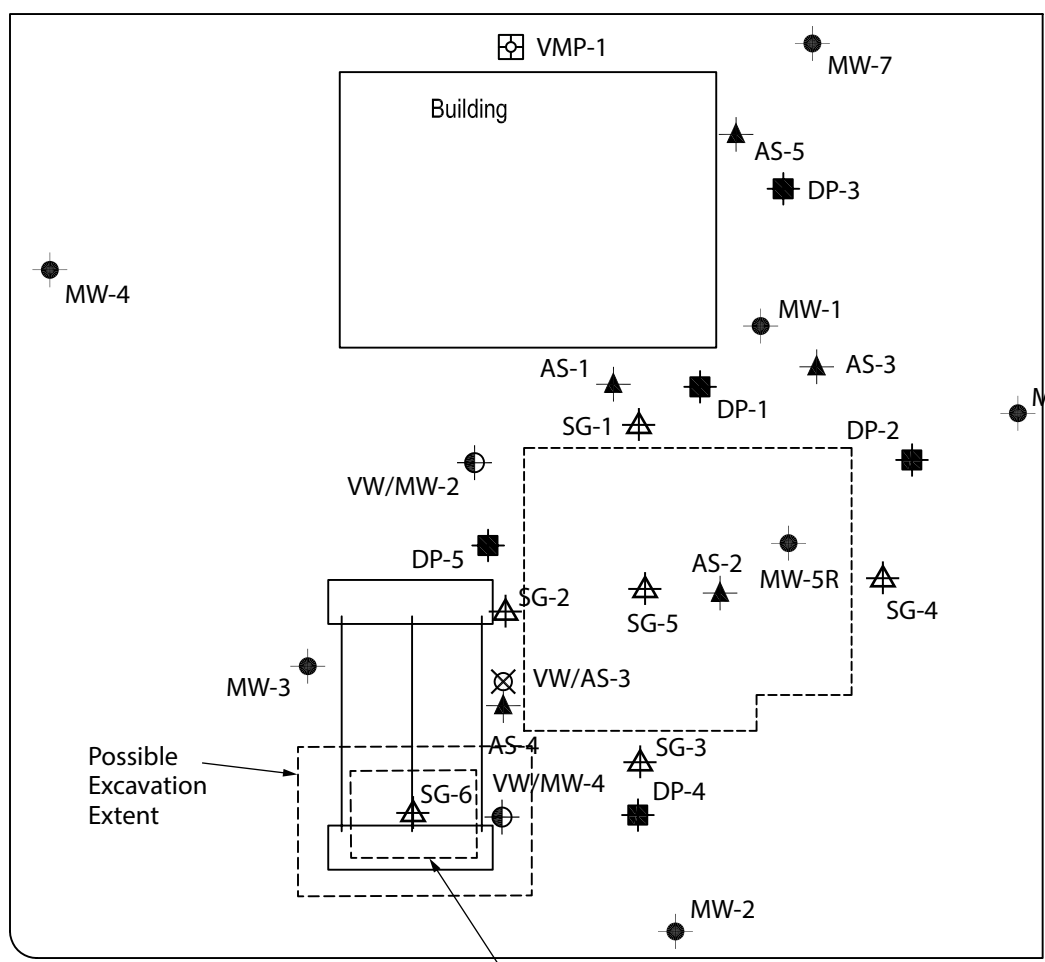 VMP-1
MW-7
Building
AS-5
DP-3
MW-4
MW-1
AS-1
AS-3
DP-1
SG-1
DP-2
VW/MW-2
DP-5
AS-2
MW-5R
SG-2
SG-5
SG-4
MW-3
VW/AS-3
AS-4
SG-3
Possible
Excavation
Extent
VW/MW-4
SG-6
DP-4
MW-2